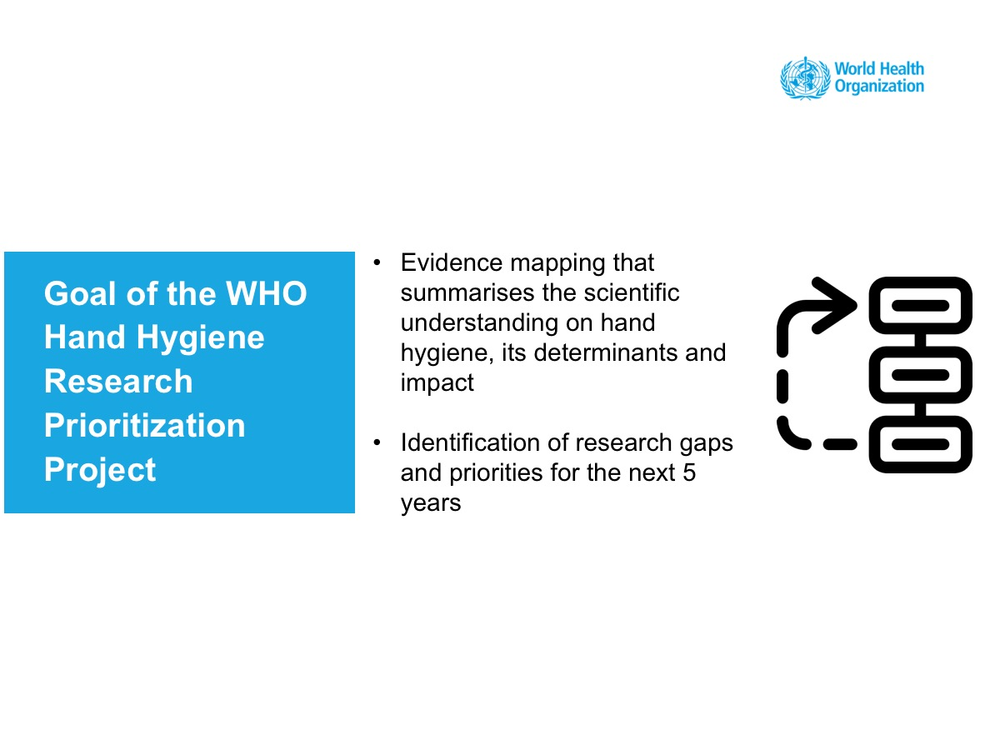 World Health
Organization
Goal of the WHO
Hand Hygiene
Research
Prioritization
Project
• Evidence mapping that
summarises the scientific
understanding on hand
hygiene, its determinants and
impact
• Identification of research gaps
and priorities for the next 5
years